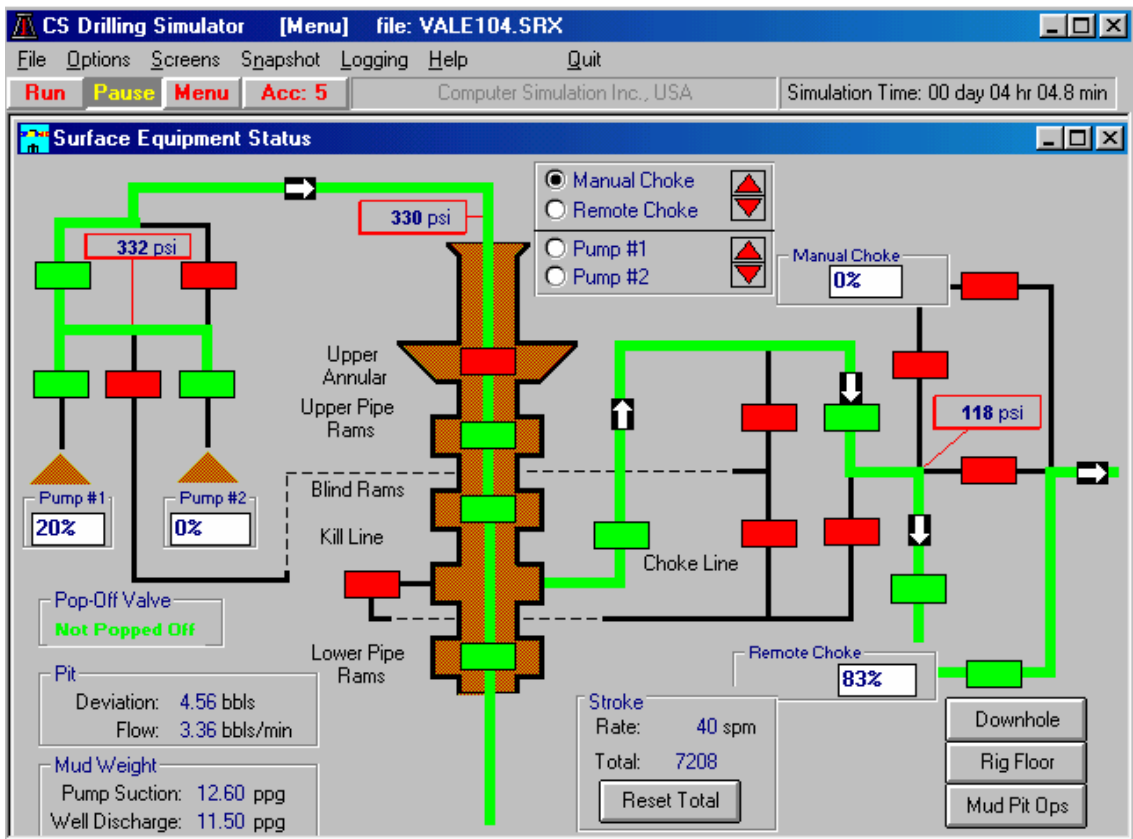 CS Drilling Simulator [Menu] file: VALE104.SRX
File Options Screens Snapshot Logging Help Quit
Run Pause Menu Acc: 5 Computer Simulation Inc., USA Simulation Time: 00 day 04 hr 04.8 min
Surface Equipment Status
Manual Choke
Remote Choke
Pump #1
Pump #2
330 psi
332 psi
Manual Choke
0%
Upper
Annular
Upper Pipe
Rams
118 psi
Blind Rams
Pump #1
20%
Pump #2
0%
Kill Line
Choke Line
Pop-Off Valve
Not Popped Off
Lower Pipe
Rams
Remote Choke
83%
Pit
Deviation: 4.56 bbls
Flow: 3.36 bbls/min
Stroke
Rate: 40 spm
Total: 7208
Reset Total
Downhole
Rig Floor
Mud Pit Ops
Mud Weight
Pump Suction: 12.60 ppg
Well Discharge: 11.50 ppg